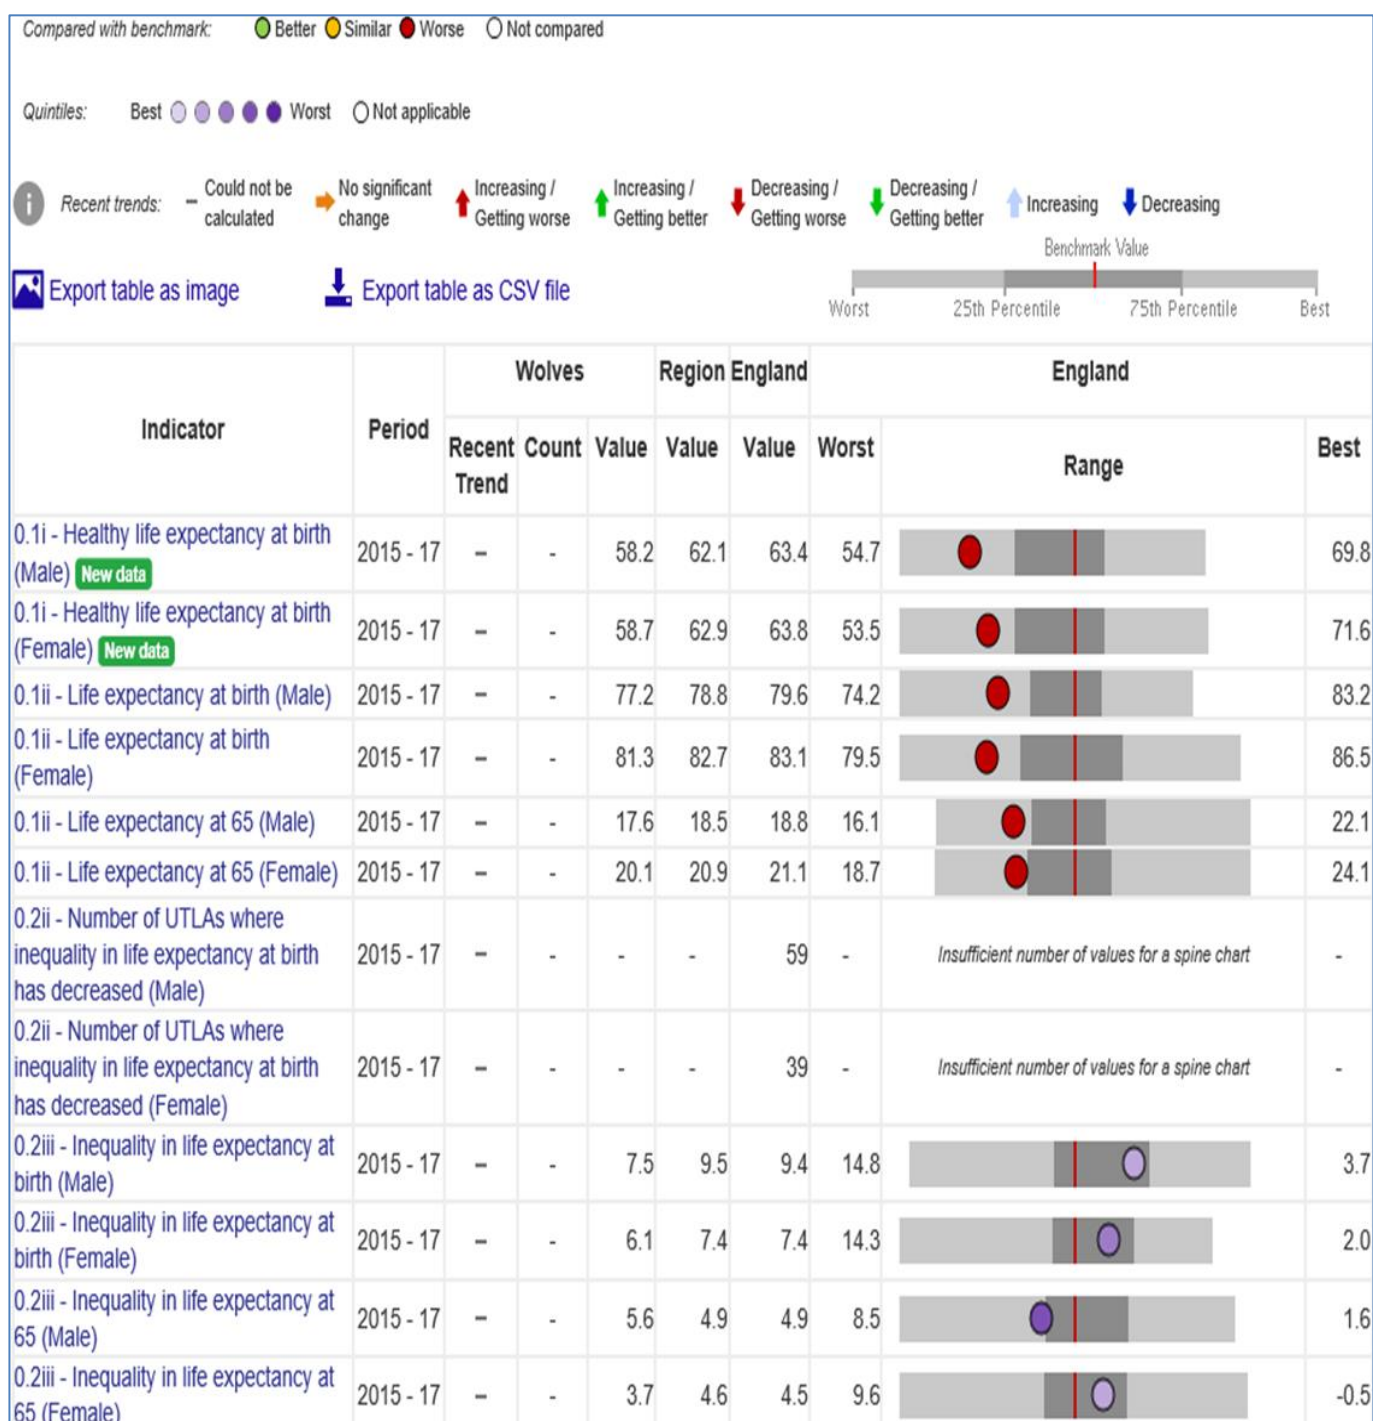 Compared with benchmark: Better Similar Worse Not compared
Quintiles: Best Worst Not applicable
i Recent trends: – Could not be calculated No significant change Increasing / Getting worse Increasing / Getting better Decreasing / Getting worse Decreasing / Getting better Increasing Decreasing
Benchmark Value
Export table as image Export table as CSV file
Worst 25th Percentile 75th Percentile Best
Wolves Region England England
Indicator Period Recent Trend Count Value Value Value Worst Range Best
0.1i - Healthy life expectancy at birth
(Male) New data 2015 - 17 – - 58.2 62.1 63.4 54.7 69.8
0.1i - Healthy life expectancy at birth
(Female) New data 2015 - 17 – - 58.7 62.9 63.8 53.5 71.6
0.1ii - Life expectancy at birth (Male) 2015 - 17 – - 77.2 78.8 79.6 74.2 83.2
0.1ii - Life expectancy at birth
(Female) 2015 - 17 – - 81.3 82.7 83.1 79.5 86.5
0.1ii - Life expectancy at 65 (Male) 2015 - 17 – - 17.6 18.5 18.8 16.1 22.1
0.1ii - Life expectancy at 65 (Female) 2015 - 17 – - 20.1 20.9 21.1 18.7 24.1
0.2ii - Number of UTLAs where
inequality in life expectancy at birth
has decreased (Male) 2015 - 17 – - - - 59 - Insufficient number of values for a spine chart -
0.2ii - Number of UTLAs where
inequality in life expectancy at birth
has decreased (Female) 2015 - 17 – - - - 39 - Insufficient number of values for a spine chart -
0.2iii - Inequality in life expectancy at
birth (Male) 2015 - 17 – - 7.5 9.5 9.4 14.8 3.7
0.2iii - Inequality in life expectancy at
birth (Female) 2015 - 17 – - 6.1 7.4 7.4 14.3 2.0
0.2iii - Inequality in life expectancy at
65 (Male) 2015 - 17 – - 5.6 4.9 4.9 8.5 1.6
0.2iii - Inequality in life expectancy at
65 (Female) 2015 - 17 – - 3.7 4.6 4.5 9.6 -0.5